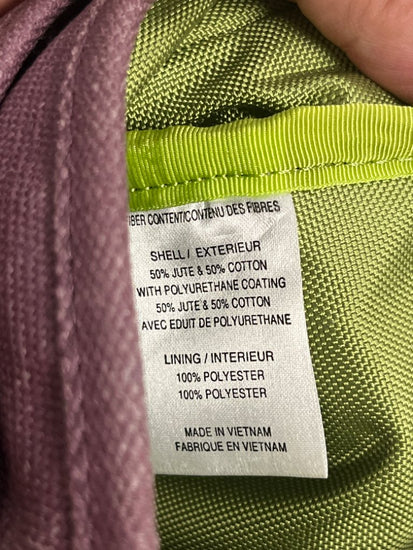 FIBER CONTENT/CONTENU DES FIBRES
SHELL / EXTERIEUR
50% JUTE & 50% COTTON
WITH POLYURETHANE COATING
50% JUTE & 50% COTTON
AVEC EDUIT DE POLYURETHANE
LINING / INTERIEUR
100% POLYESTER
100% POLYESTER
MADE IN VIETNAM
FABRIQUE EN VIETNAM